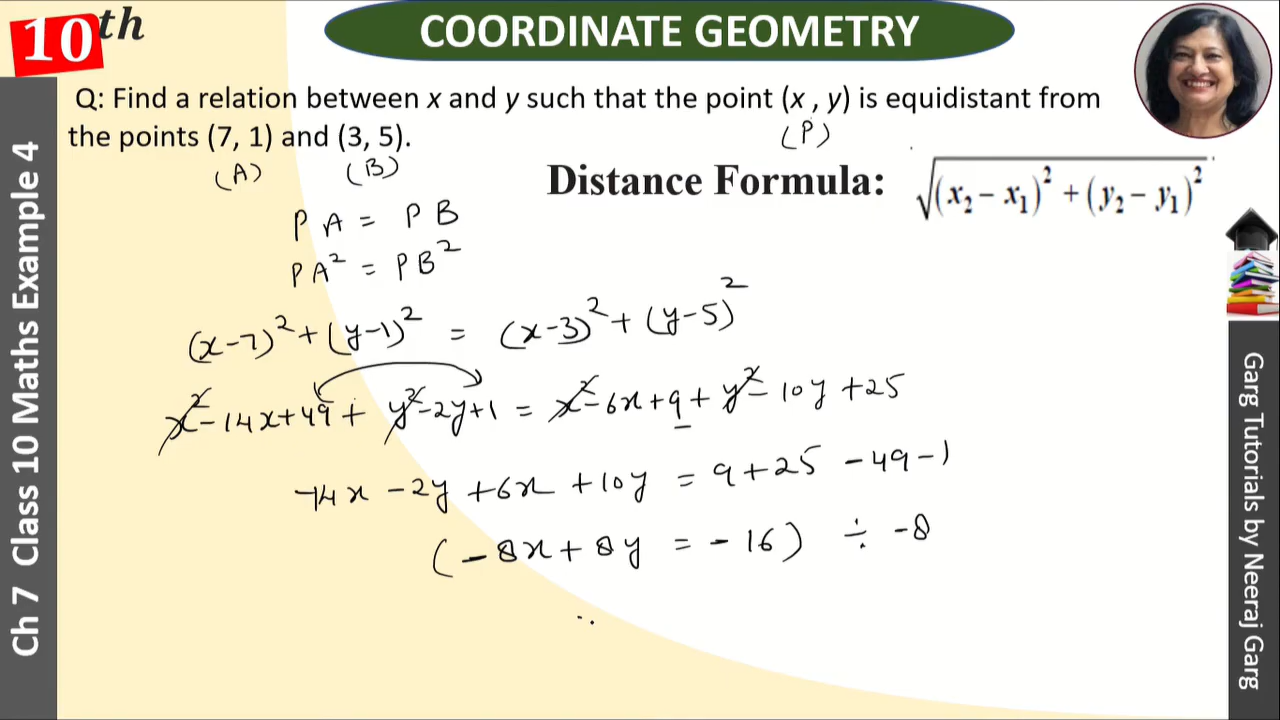 10th
COORDINATE GEOMETRY
Q: Find a relation between x and y such that the point (x , y) is equidistant from
the points (7, 1) and (3, 5).
(P)
(A) (B)
Distance Formula: √(x₂ – x₁)² + (y₂ – y₁)²
PA = PB
PA² = PB²
(x-7)² + (y-1)² = (x-3)² + (y-5)²
x² - 14x + 49 + y² - 2y + 1 = x² - 6x + 9 + y² - 10y + 25
-14x - 2y + 6x + 10y = 9 + 25 - 49 - 1
(-8x + 8y = -16) ÷ -8
Ch 7 Class 10 Maths Example 4
Garg Tutorials by Neeraj Garg